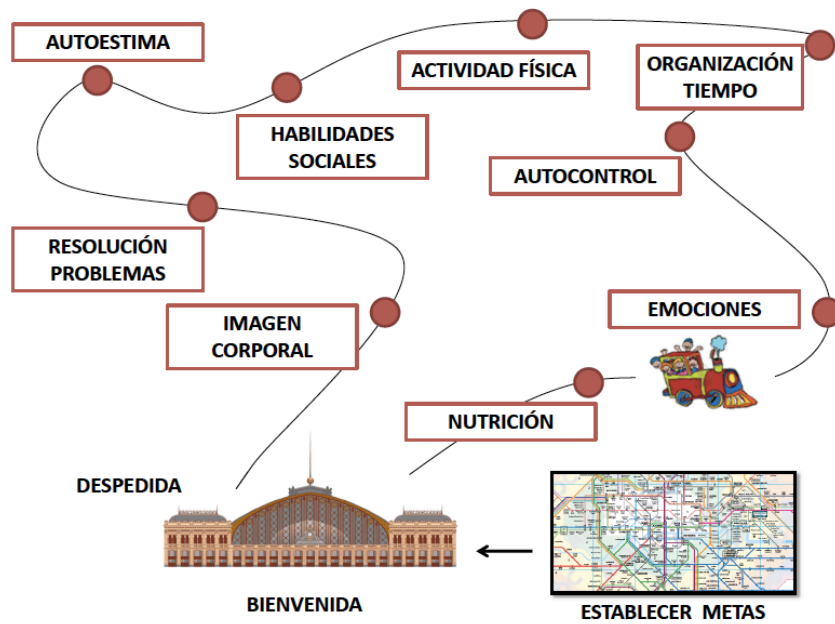 AUTOESTIMA
ACTIVIDAD FÍSICA
ORGANIZACIÓN
TIEMPO
HABILIDADES
SOCIALES
AUTOCONTROL
RESOLUCIÓN
PROBLEMAS
IMAGEN
CORPORAL
EMOCIONES
NUTRICIÓN
DESPEDIDA
BIENVENIDA
ESTABLECER METAS